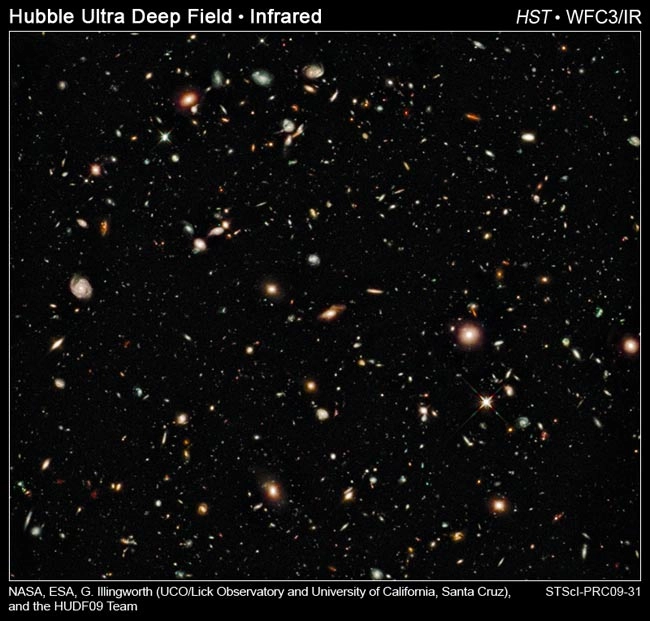 Hubble Ultra Deep Field • Infrared
HST • WFC3/IR
NASA, ESA, G. Illingworth (UCO/Lick Observatory and University of California, Santa Cruz),
and the HUDF09 Team
STScI-PRC09-31